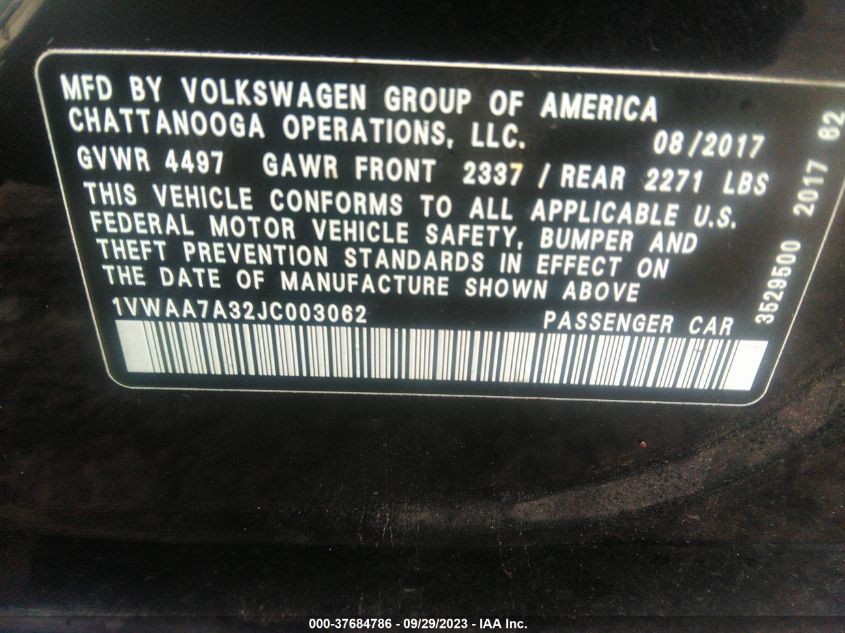 MFD BY VOLKSWAGEN GROUP OF AMERICA
CHATTANOOGA OPERATIONS, LLC. 08/2017
GVWR 4497 GAWR FRONT 2337 / REAR 2271 LBS
THIS VEHICLE CONFORMS TO ALL APPLICABLE U.S.
FEDERAL MOTOR VEHICLE SAFETY, BUMPER AND
THEFT PREVENTION STANDARDS IN EFFECT ON
THE DATE OF MANUFACTURE SHOWN ABOVE
1VWAA7A32JC003062 PASSENGER CAR
3529500 2017 62
000-37684786 - 09/29/2023 - IAA Inc.